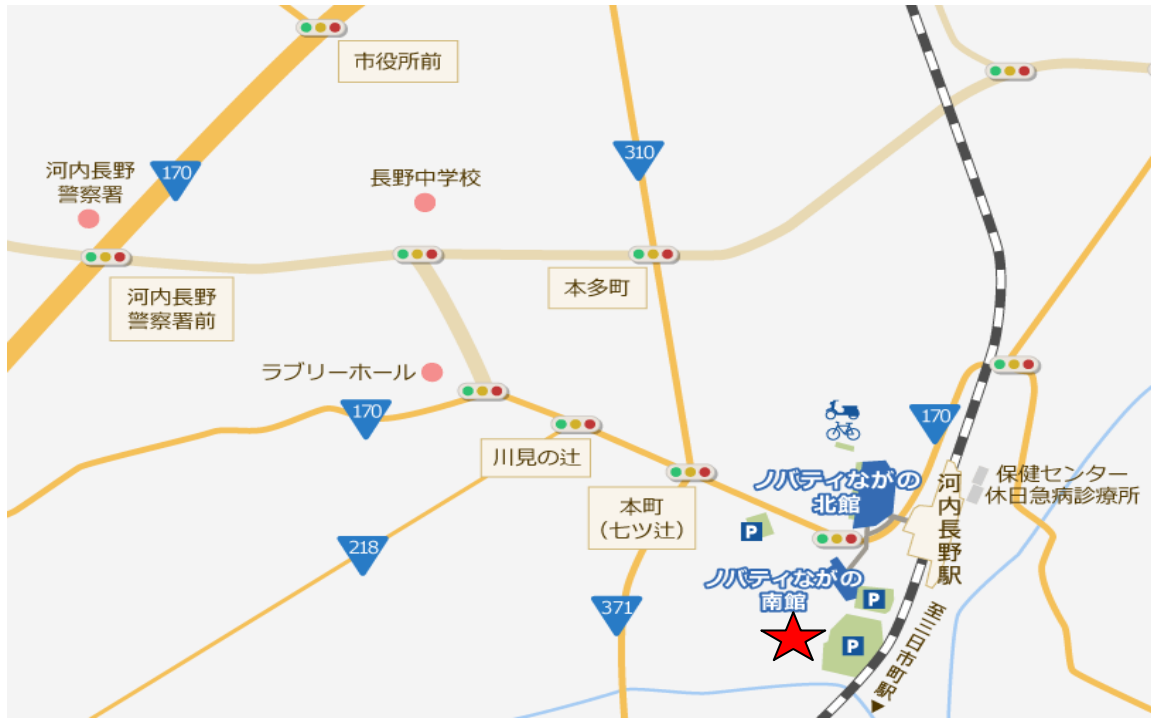 市役所前
310
170
河内長野
警察署
長野中学校
河内長野
警察署前
本多町
ラブリーホール
170
170
川見の辻
本町
(七ツ辻)
ノバティながの
北館
河内長野駅
保健センター
休日急病診療所
P
218
ノバティながの
南館
P
371
P
至三日市町駅▶